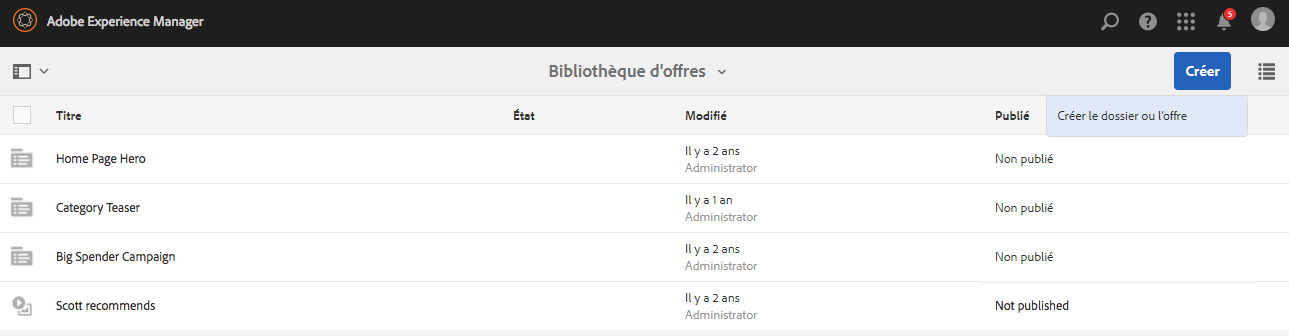 Adobe Experience Manager
5
Bibliothèque d'offres
Créer
Titre
État
Modifié
Publié
Créer le dossier ou l'offre
Home Page Hero
Il y a 2 ans
Administrator
Non publié
Category Teaser
Il y a 1 an
Administrator
Non publié
Big Spender Campaign
Il y a 2 ans
Administrator
Non publié
Scott recommends
Il y a 2 ans
Administrator
Not published